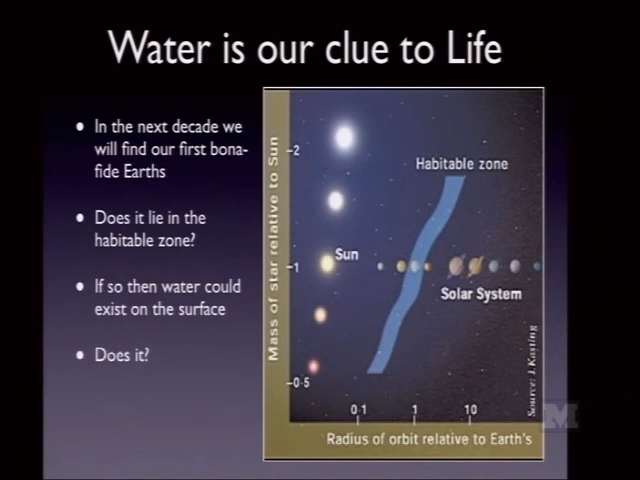 Water is our clue to Life
• In the next decade we
will find our first bona-
fide Earths
• Does it lie in the
habitable zone?
• If so then water could
exist on the surface
• Does it?
Mass of star relative to Sun
2
1
0·5
Habitable zone
Sun
Solar System
Source: J.Kasting
M
0·1 1 10
Radius of orbit relative to Earth's